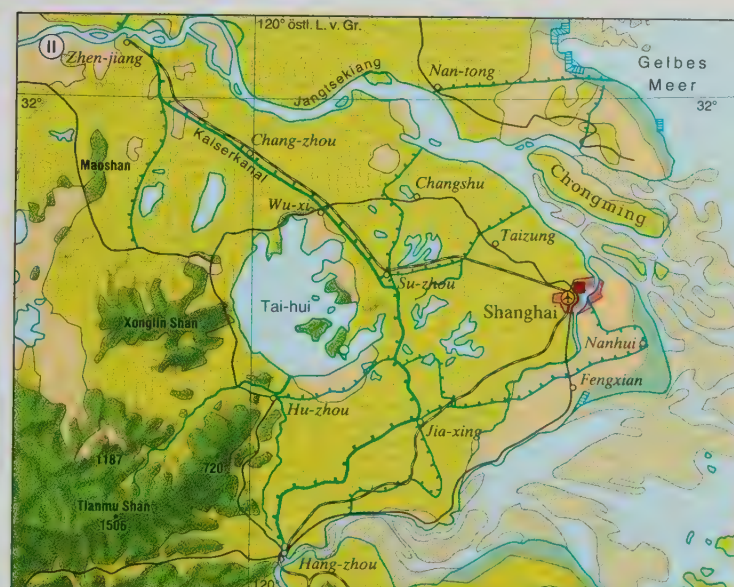 II
120° östl. L. v. Gr.
Zhen-jiang
Gelbes
Meer
Nan-tong
Jangtsekiang
32°
32°
Chang-zhou
Kaiserkanal
Maoshan
Changshu
Chongming
Wu-xi
Taizung
Su-zhou
Tai-hui
Shanghai
Xonglin Shan
Nanhui
Fengxian
Hu-zhou
Jia-xing
1187
720
Tianmu Shan
1506
Hang-zhou
120°